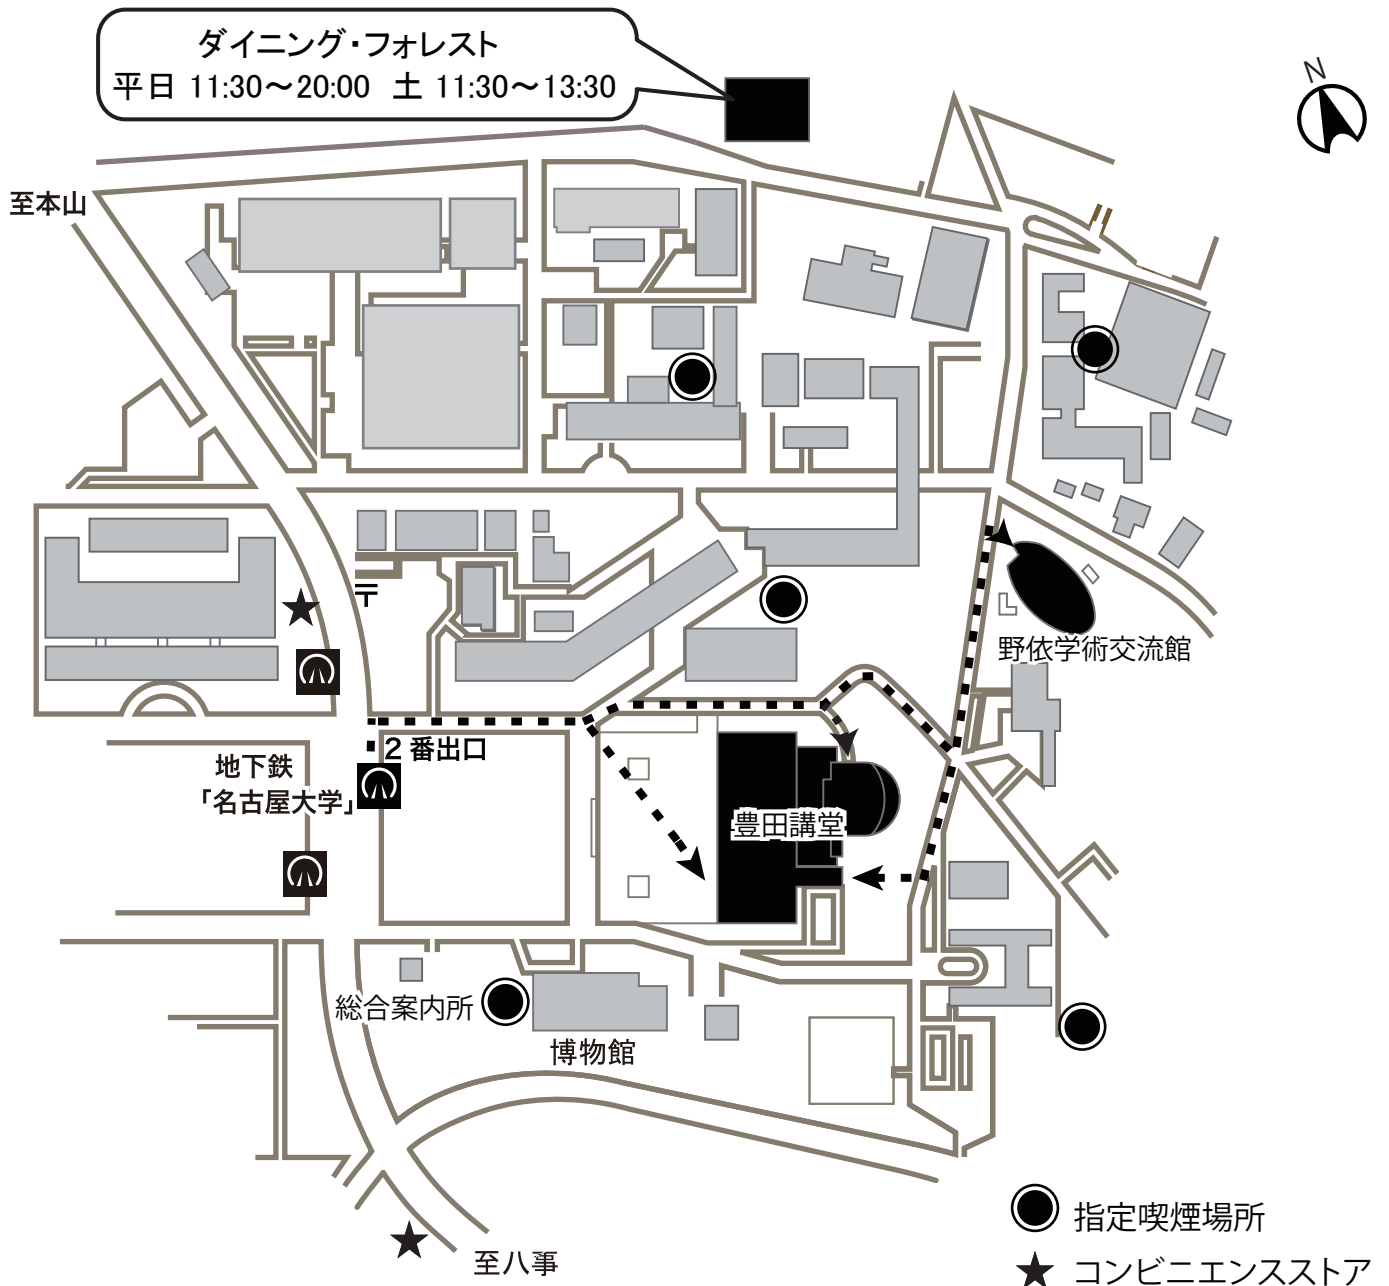 ダイニング・フォレスト
平日 11:30～20:00 土 11:30～13:30
N
至本山
〒
野依学術交流館
2番出口
地下鉄
「名古屋大学」
豊田講堂
総合案内所
博物館
指定喫煙場所
至八事
コンビニエンスストア